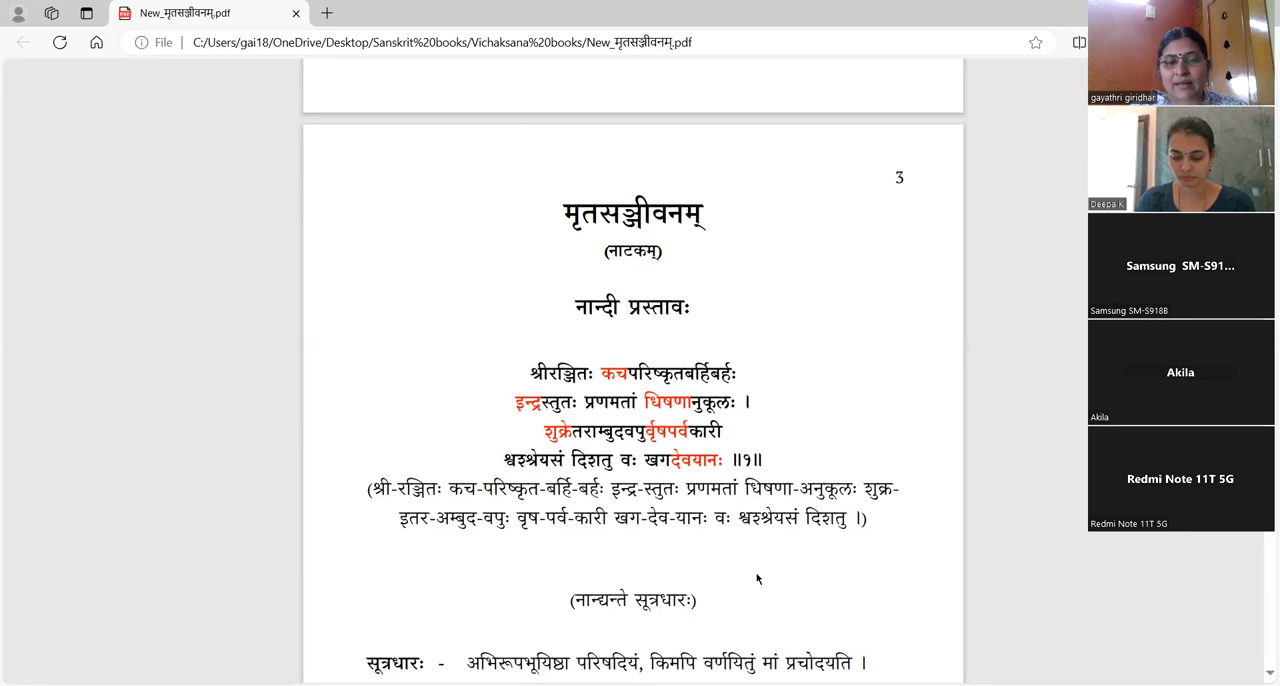 New_मृतसञ्जीवनम्.pdf
File
C:/Users/gai18/OneDrive/Desktop/Sanskrit%20books/Vichaksana%20books/New_मृतसञ्जीवनम्.pdf
3
मृतसञ्जीवनम्
(नाटकम्)
नान्दी प्रस्तावः
श्रीरञ्जितः कचपरिष्कृतबर्हिबर्हः
इन्द्रस्तुतः प्रणमतां धिषणानुकूलः ।
शुक्रेतराम्बुदवपुर्वृषपर्वकारी
श्वश्श्रेयसं दिशतु वः खगदेवयानः ॥१॥
(श्री-रञ्जितः कच-परिष्कृत-बर्हि-बर्हः इन्द्र-स्तुतः प्रणमतां धिषणा-अनुकूलः शुक्र-
इतर-अम्बुद-वपुः वृष-पर्व-कारी खग-देव-यानः वः श्वश्श्रेयसं दिशतु ।)
(नान्द्यन्ते सूत्रधारः)
सूत्रधारः - अभिरूपभूयिष्ठा परिषदियं, किमपि वर्णयितुं मां प्रचोदयति ।
gayathri giridhar
Deepa K
Samsung SM-S91...
Samsung SM-S918B
Akila
Akila
Redmi Note 11T 5G
Redmi Note 11T 5G